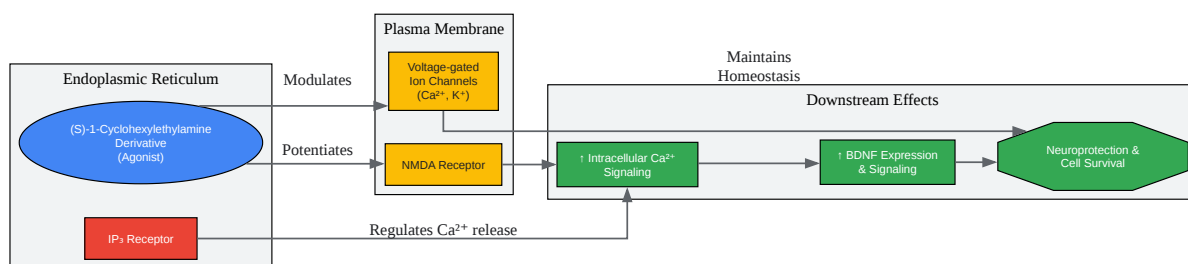 Endoplasmic Reticulum
(S)-1-Cyclohexylethylamine
Derivative
(Agonist)
IP₃ Receptor
Modulates
Potentiates
Regulates Ca²⁺ release
Plasma Membrane
Voltage-gated
Ion Channels
(Ca²⁺, K⁺)
NMDA Receptor
Maintains
Homeostasis
Downstream Effects
↑ Intracellular Ca²⁺
Signaling
↑ BDNF Expression
& Signaling
Neuroprotection &
Cell Survival